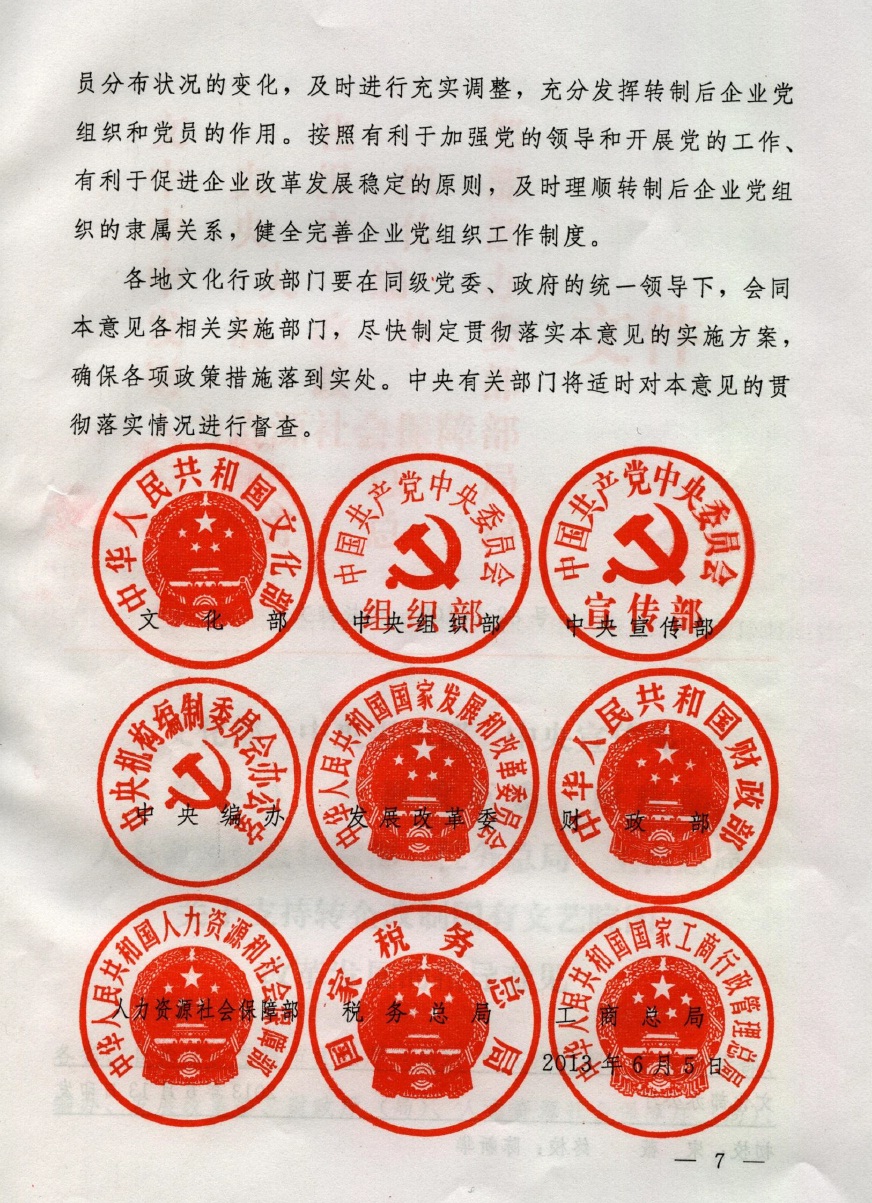 员分布状况的变化，及时进行充实调整，充分发挥转制后企业党
组织和党员的作用。按照有利于加强党的领导和开展党的工作、
有利于促进企业改革发展稳定的原则，及时理顺转制后企业党组
织的隶属关系，健全完善企业党组织工作制度。
各地文化行政部门要在同级党委、政府的统一领导下，会同
本意见各相关实施部门，尽快制定贯彻落实本意见的实施方案，
确保各项政策措施落到实处。中央有关部门将适时对本意见的贯
彻落实情况进行督查。
中华人民共和国文化部
文化部
中国共产党中央委员会
组织部
中央组织部
中国共产党中央委员会
宣传部
中央宣传部
中央机构编制委员会办公室
中央编办
中华人民共和国国家发展和改革委员会
发展改革委
中华人民共和国财政部
财政部
中华人民共和国人力资源和社会保障部
人力资源社会保障部
国家税务总局
税务总局
中华人民共和国国家工商行政管理总局
工商总局
2013年6月5日
— 7 —